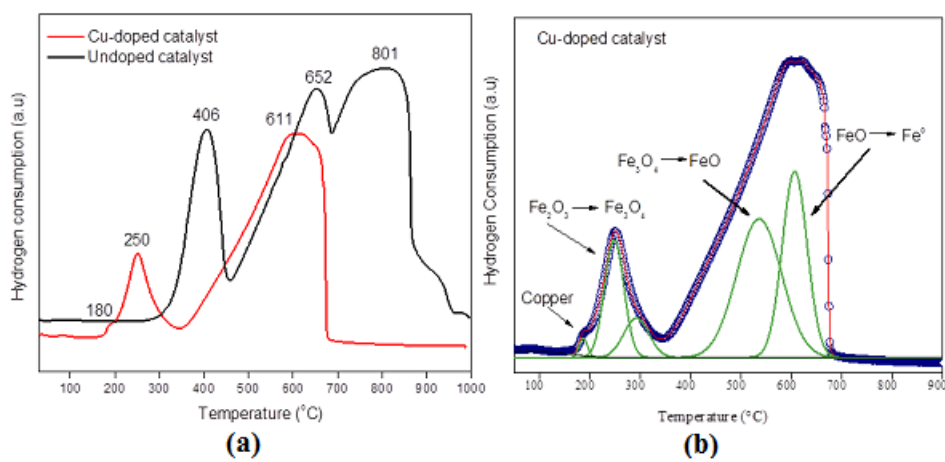 Cu-doped catalyst
Undoped catalyst
801
652
406
611
250
180
Hydrogen consumption (a.u)
100 200 300 400 500 600 700 800 900 1000
Temperature (°C)
(a)
Cu-doped catalyst
FeO → Fe⁰
Fe₃O₄ → FeO
Fe₂O₃ → Fe₃O₄
Copper
Hydrogen Consumption (a.u)
100 200 300 400 500 600 700 800 900
Temperature (°C)
(b)